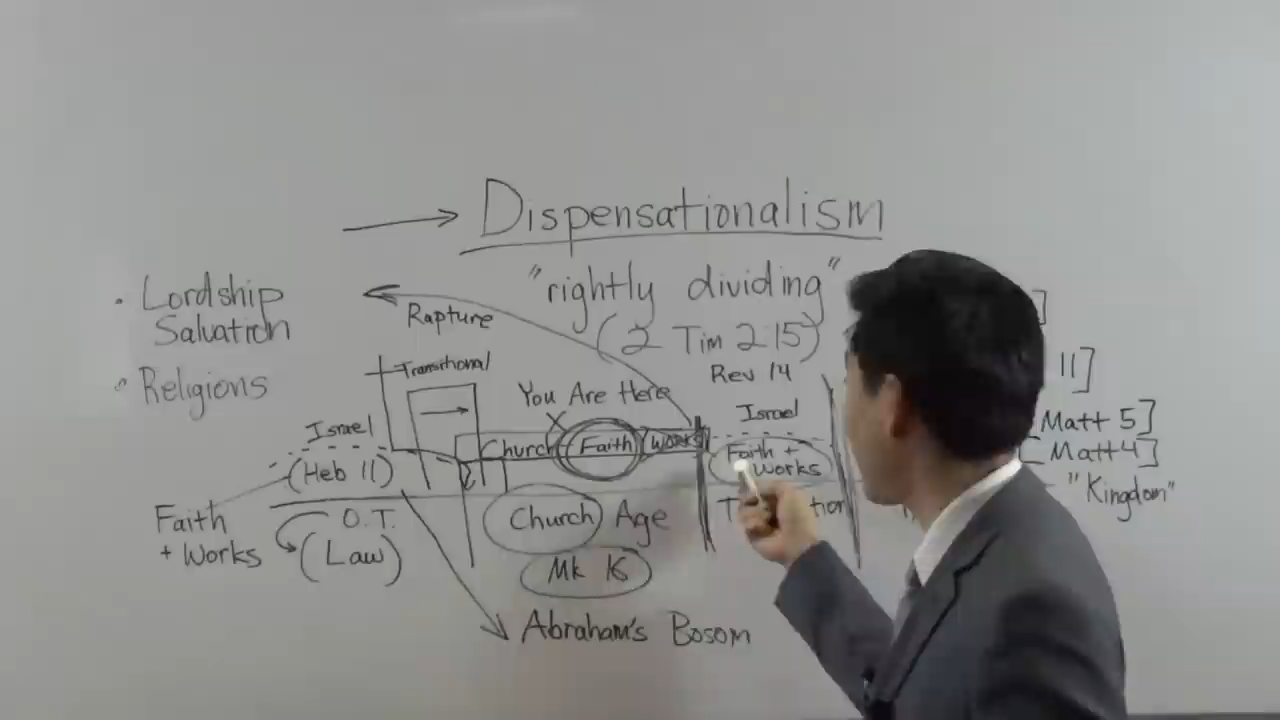 Dispensationalism
"rightly dividing"
(2 Tim 2:15)
• Lordship
Salvation
• Religions
Rapture
Transitional
You Are Here
Rev 14
Israel
Israel
(Heb 11)
Church
Faith
Works
Faith +
Works
11]
Matt 5]
[Matt 4]
"Kingdom"
Faith
+ Works
O.T.
(Law)
Church Age
Mk 16
Abraham's Bosom